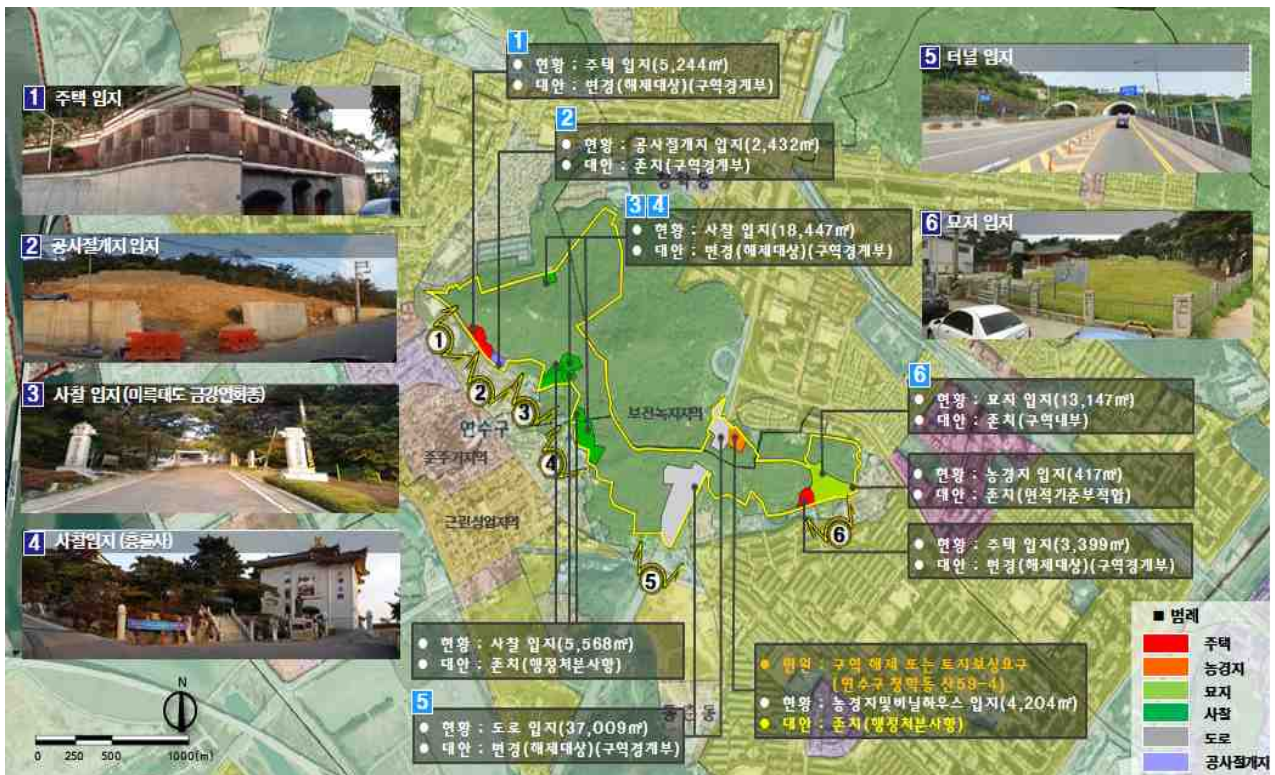 1 주택 입지
2 공사절개지 입지
3 사찰 입지(미륵대도 금강연화종)
4 사찰입지(흥륜사)
1
현황 : 주택 입지(5,244㎡)
대안 : 변경(해제대상)(구역경계부)
2
현황 : 공사절개지 입지(2,432㎡)
대안 : 존치(구역경계부)
3 4
현황 : 사찰 입지(18,447㎡)
대안 : 변경(해제대상)(구역경계부)
5 터널 입지
6 묘지 입지
보전녹지지역
연수구
준주거지역
근린상업지역
1
2
3
4
5
6
6
현황 : 묘지 입지(13,147㎡)
대안 : 존치(구역내부)
현황 : 농경지 입지(417㎡)
대안 : 존치(면적기준부적합)
현황 : 주택 입지(3,399㎡)
대안 : 변경(해제대상)(구역경계부)
현황 : 사찰 입지(5,568㎡)
대안 : 존치(행정처분사항)
5
현황 : 도로 입지(37,009㎡)
대안 : 변경(해제대상)(구역경계부)
민원 : 구역 해제 또는 토지보상요구
(연수구 청학동 산59-4)
현황 : 농경지및비닐하우스 입지(4,204㎡)
대안 : 존치(행정처분사항)
■ 범례
주택
농경지
묘지
사찰
도로
공사절개지
N
0 250 500 1000(m)